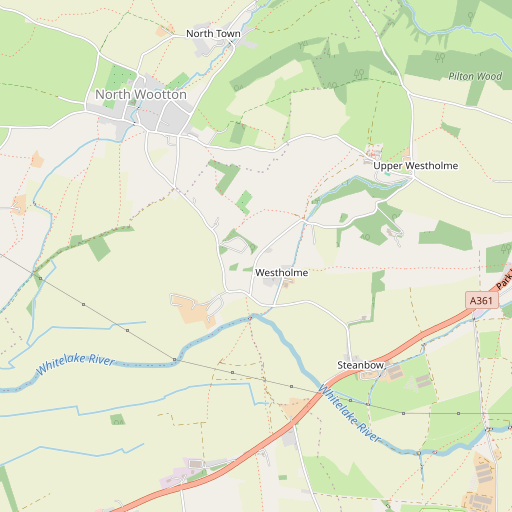 North Town
Pilton Wood
North Wootton
Upper Westholme
Westholme
A361
Whitelake River
Steanbow
Whitelake River